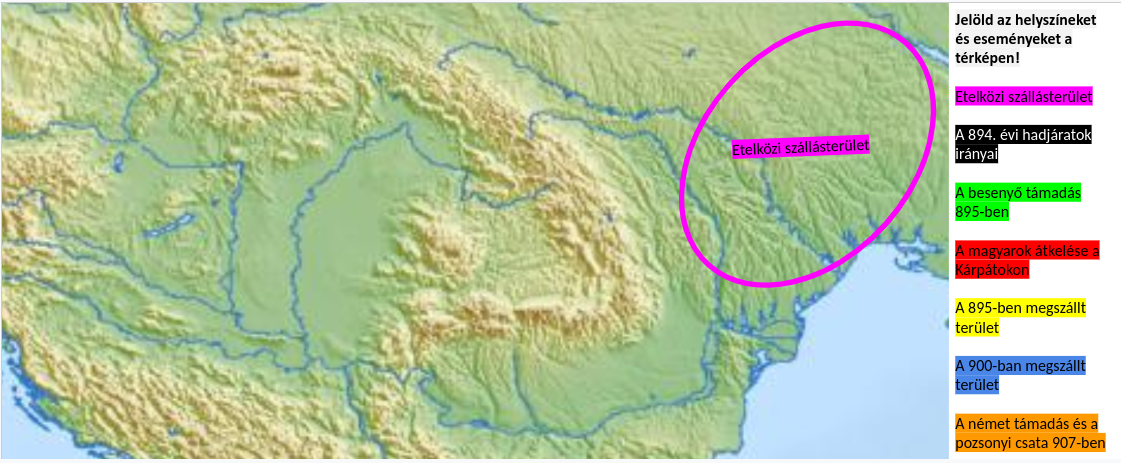 Etelközi szállásterület
Jelöld az helyszíneket
és eseményeket a
térképen!
Etelközi szállásterület
A 894. évi hadjáratok
irányai
A besenyő támadás
895-ben
A magyarok átkelése a
Kárpátokon
A 895-ben megszállt
terület
A 900-ban megszállt
terület
A német támadás és a
pozsonyi csata 907-ben